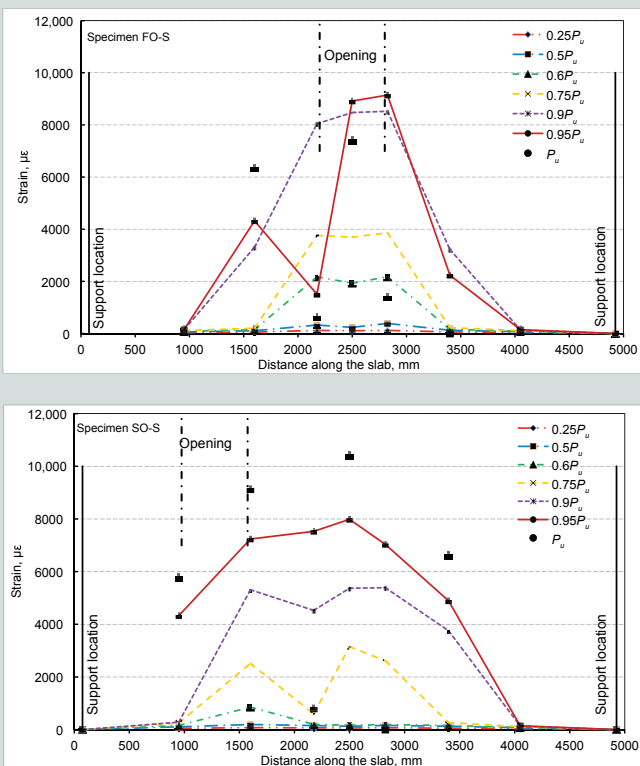 12,000
10,000
8000
6000
4000
2000
0
Strain, µε
Specimen FO-S
Opening
Support location
Support location
0.25Pu
0.5Pu
0.6Pu
0.75Pu
0.9Pu
0.95Pu
Pu
0 500 1000 1500 2000 2500 3000 3500 4000 4500 5000
Distance along the slab, mm
12,000
10,000
8000
6000
4000
2000
0
Strain, µε
Specimen SO-S
Opening
Support location
Support location
0.25Pu
0.5Pu
0.6Pu
0.75Pu
0.9Pu
0.95Pu
Pu
0 500 1000 1500 2000 2500 3000 3500 4000 4500 5000
Distance along the slab, mm